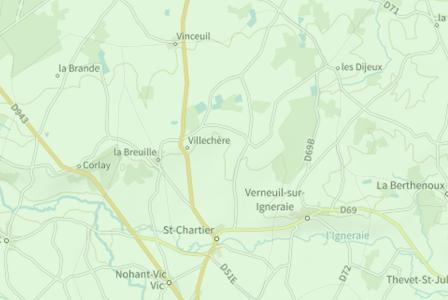 D71
la
Vinceuil
la Brande
les Dijeux
D943
Villechère
D69B
la Breuille
Corlay
La Berthenoux
Verneuil-sur-
Igneraie
D69
St-Chartier
l'Igneraie
Nohant-Vic
Vic
D51E
D72
Thevet-St-Jul